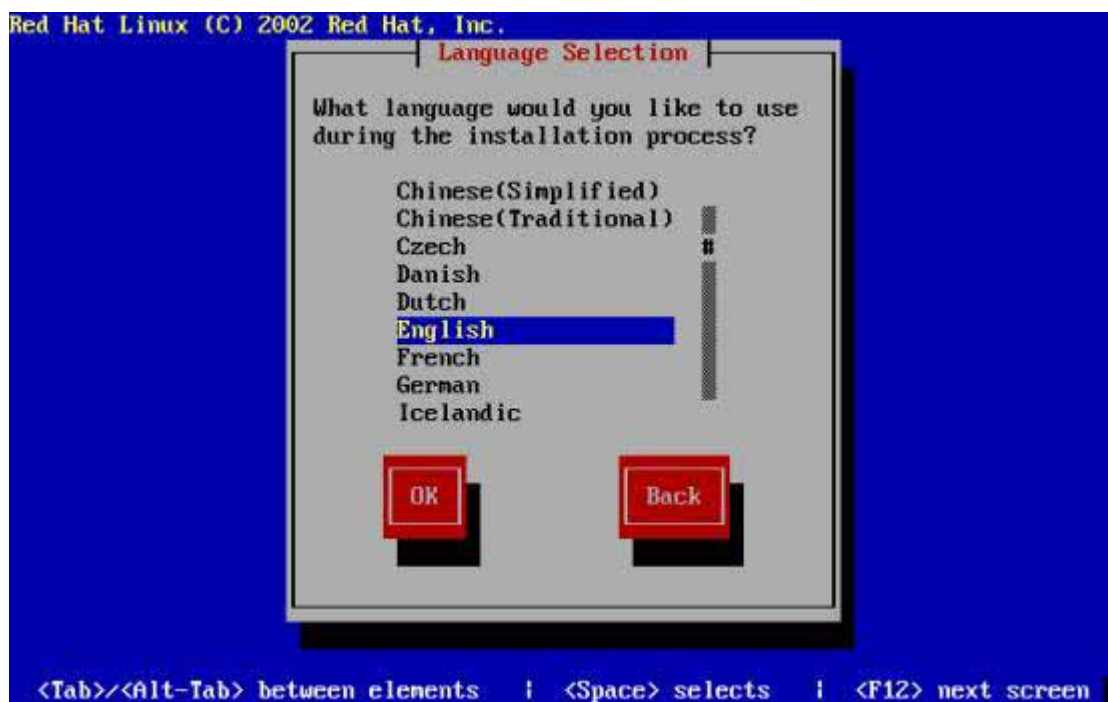 Red Hat Linux (C) 2002 Red Hat, Inc.
Language Selection
What language would you like to use
during the installation process?
Chinese(Simplified)
Chinese(Traditional)
Czech
#
Danish
Dutch
English
French
German
Icelandic
OK
Back
<Tab>/<Alt-Tab> between elements | <Space> selects | <F12> next screen